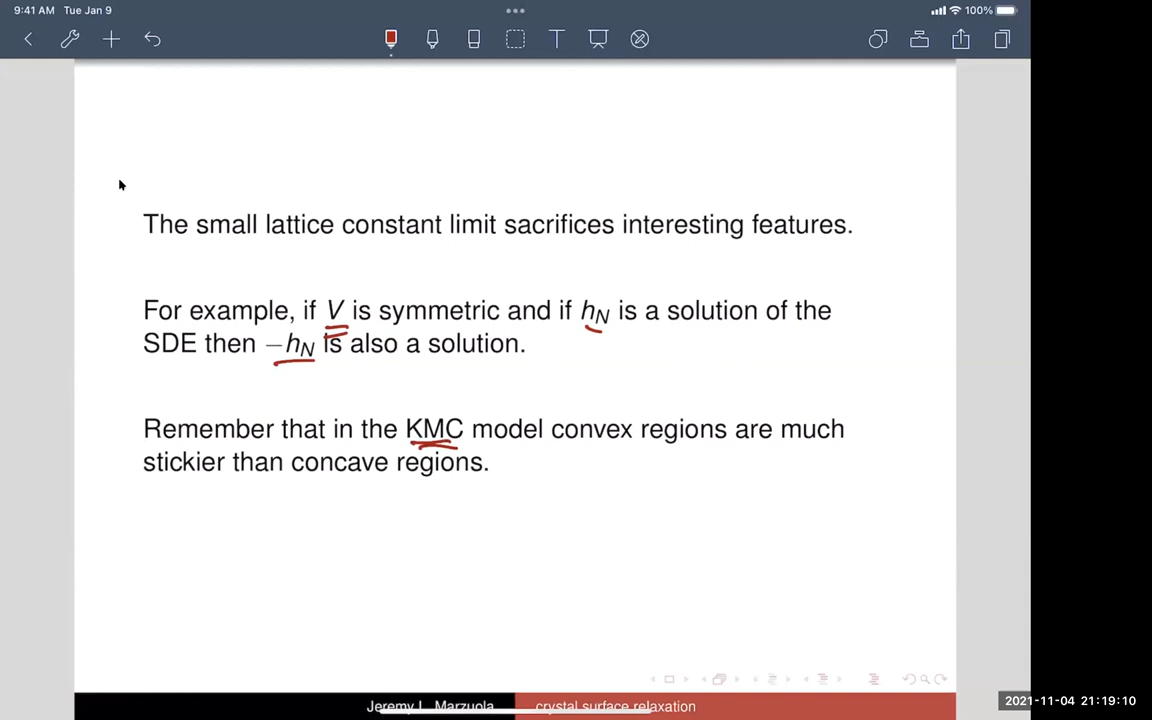 9:41 AM Tue Jan 9
100%
The small lattice constant limit sacrifices interesting features.
For example, if V is symmetric and if hN is a solution of the
SDE then −hN is also a solution.
Remember that in the KMC model convex regions are much
stickier than concave regions.
Jeremy L. Marzuola crystal surface relaxation
2021-11-04 21:19:10